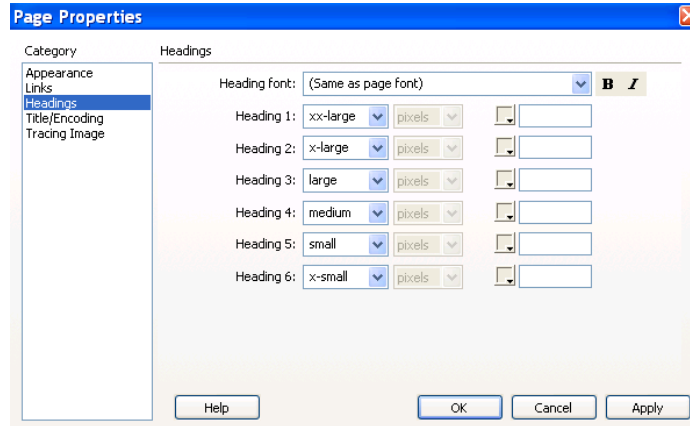 Page Properties
Category
Headings
Appearance
Links
Headings
Title/Encoding
Tracing Image
Heading font: (Same as page font) B I
Heading 1: xx-large pixels
Heading 2: x-large pixels
Heading 3: large pixels
Heading 4: medium pixels
Heading 5: small pixels
Heading 6: x-small pixels
Help OK Cancel Apply